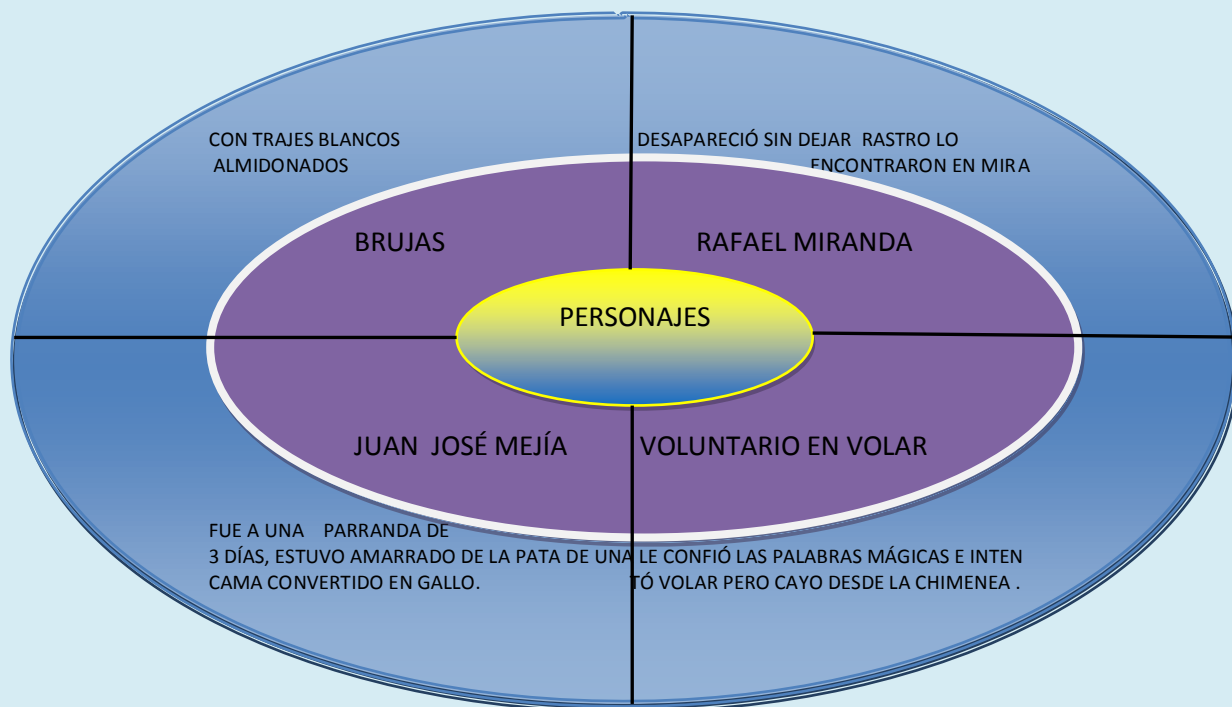 CON TRAJES BLANCOS
ALMIDONADOS
DESAPARECIÓ SIN DEJAR RASTRO LO
ENCONTRARON EN MIRA
BRUJAS
RAFAEL MIRANDA
PERSONAJES
JUAN JOSÉ MEJÍA
VOLUNTARIO EN VOLAR
FUE A UNA PARRANDA DE
3 DÍAS, ESTUVO AMARRADO DE LA PATA DE UNA
CAMA CONVERTIDO EN GALLO.
LE CONFIÓ LAS PALABRAS MÁGICAS E INTEN
TÓ VOLAR PERO CAYO DESDE LA CHIMENEA .